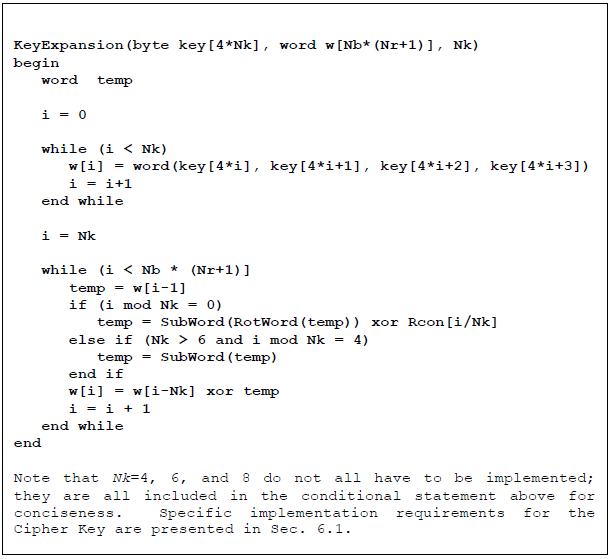 KeyExpansion(byte key[4*Nk], word w[Nb*(Nr+1)], Nk)
begin
word temp
i = 0
while (i < Nk)
w[i] = word(key[4*i], key[4*i+1], key[4*i+2], key[4*i+3])
i = i+1
end while
i = Nk
while (i < Nb * (Nr+1)]
temp = w[i-1]
if (i mod Nk = 0)
temp = SubWord(RotWord(temp)) xor Rcon[i/Nk]
else if (Nk > 6 and i mod Nk = 4)
temp = SubWord(temp)
end if
w[i] = w[i-Nk] xor temp
i = i + 1
end while
end
Note that Nk=4, 6, and 8 do not all have to be implemented;
they are all included in the conditional statement above for
conciseness. Specific implementation requirements for the
Cipher Key are presented in Sec. 6.1.